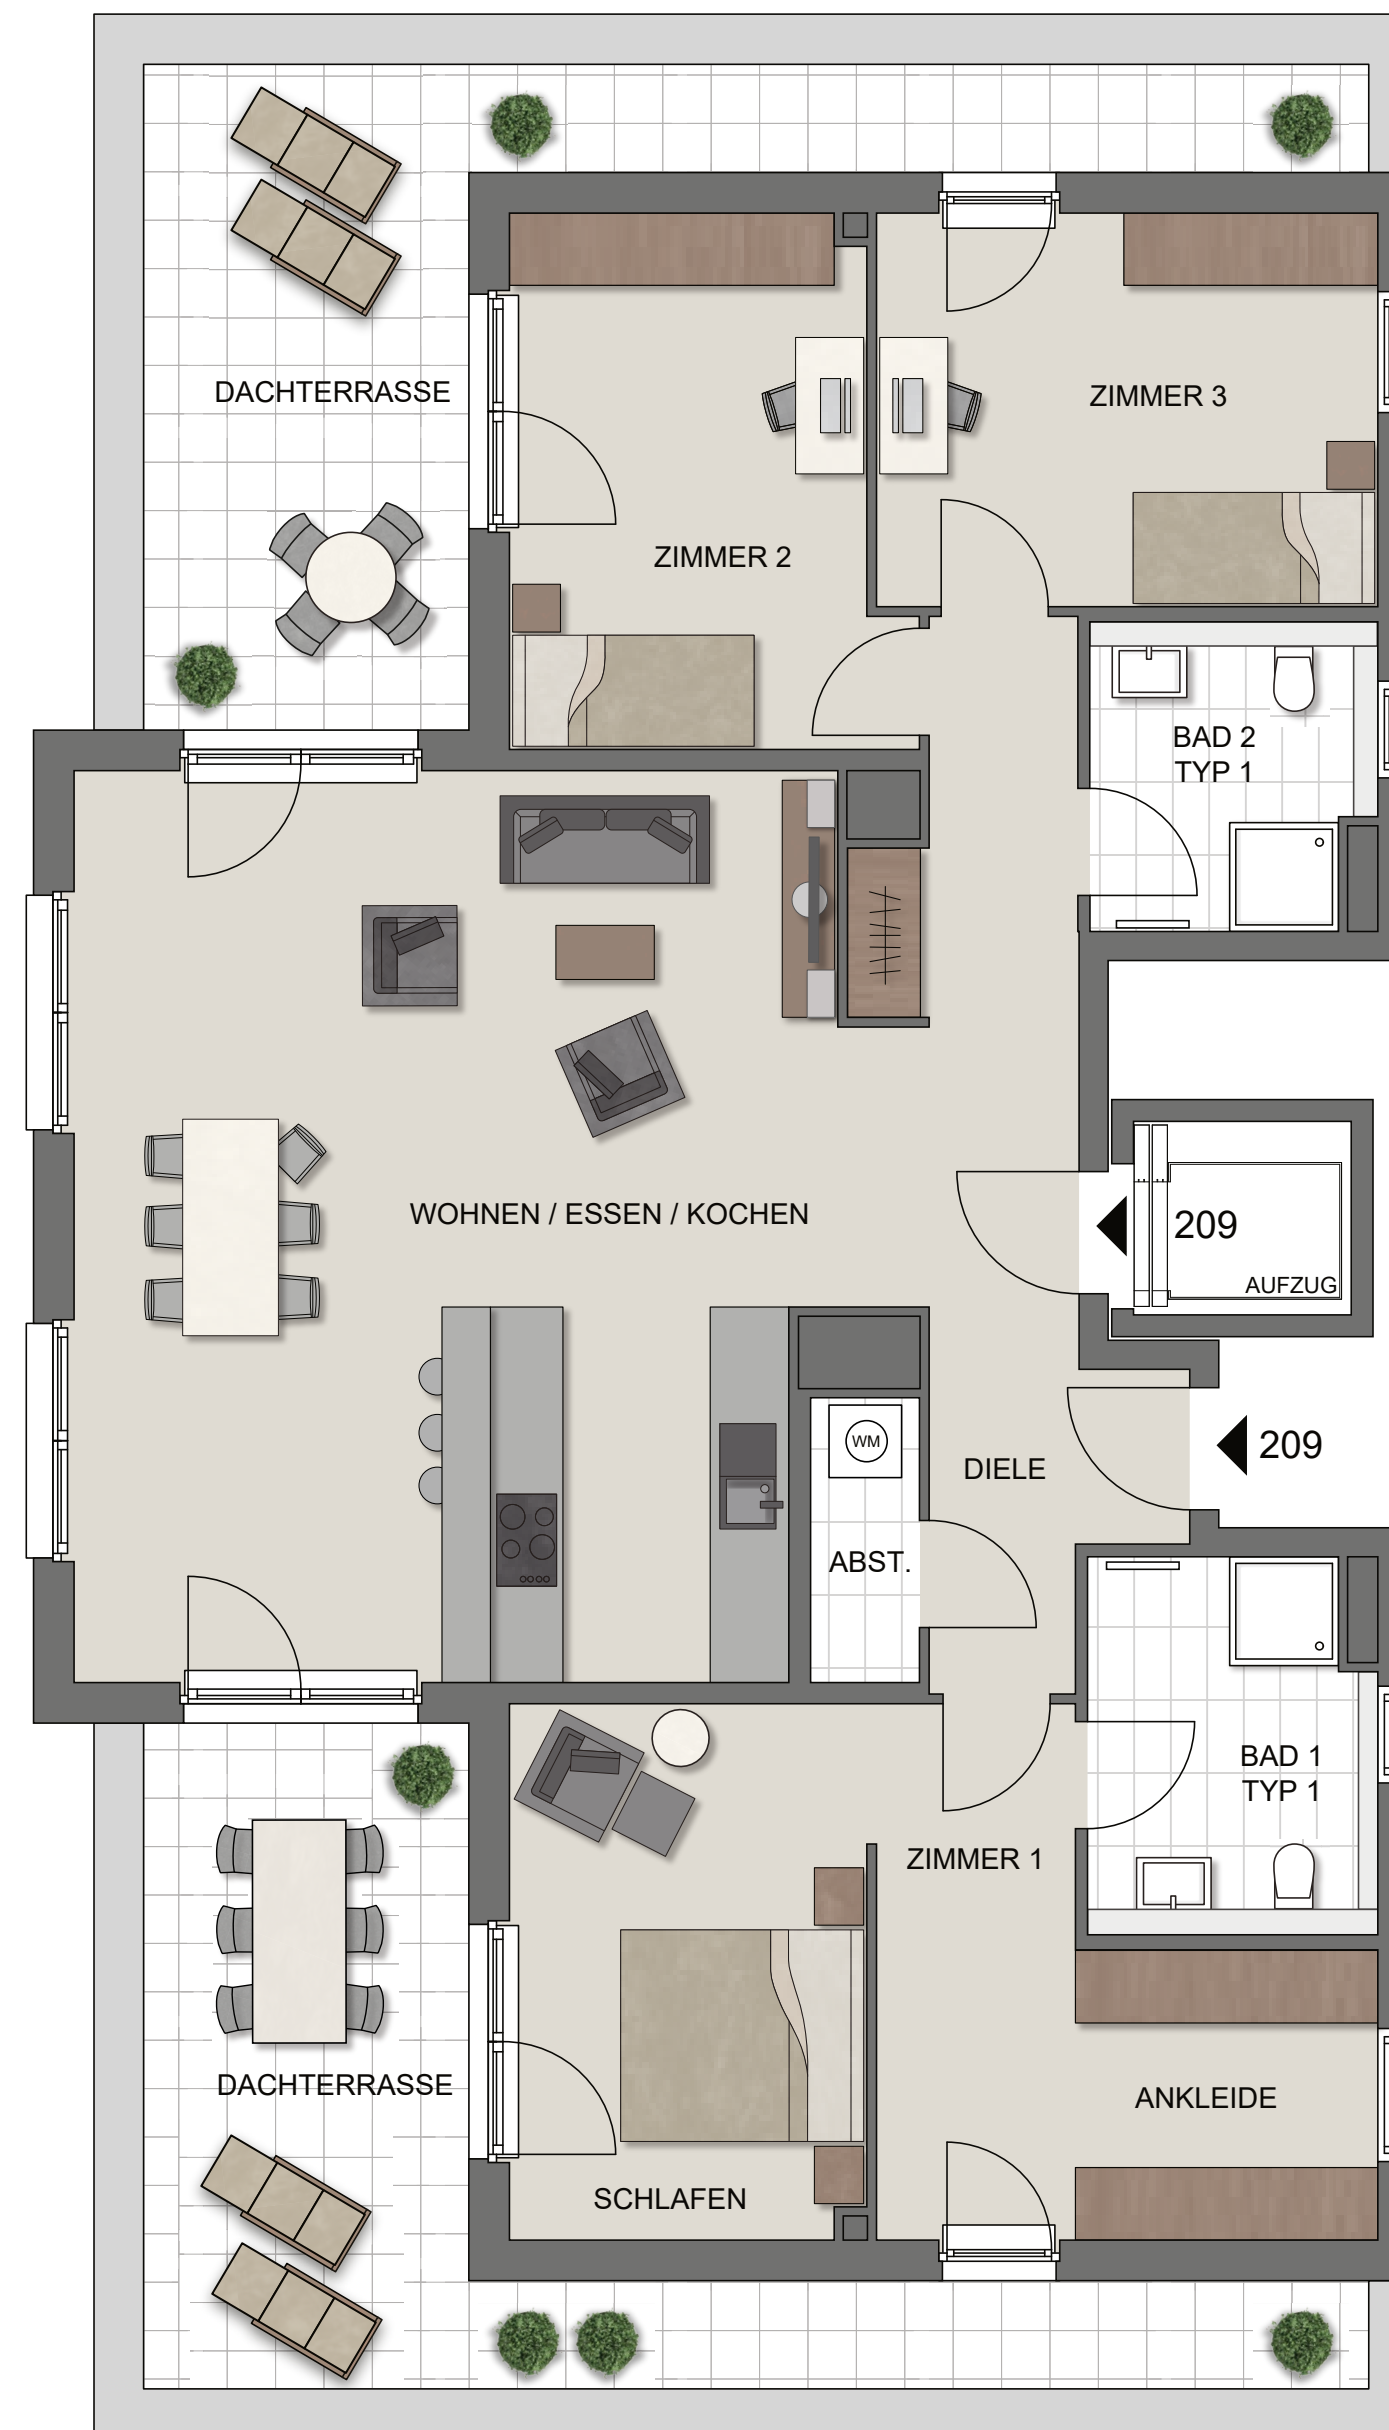 DACHTERRASSE
ZIMMER 3
ZIMMER 2
BAD 2
TYP 1
WOHNEN / ESSEN / KOCHEN
209
AUFZUG
WM
209
DIELE
ABST.
BAD 1
TYP 1
ZIMMER 1
DACHTERRASSE
ANKLEIDE
SCHLAFEN